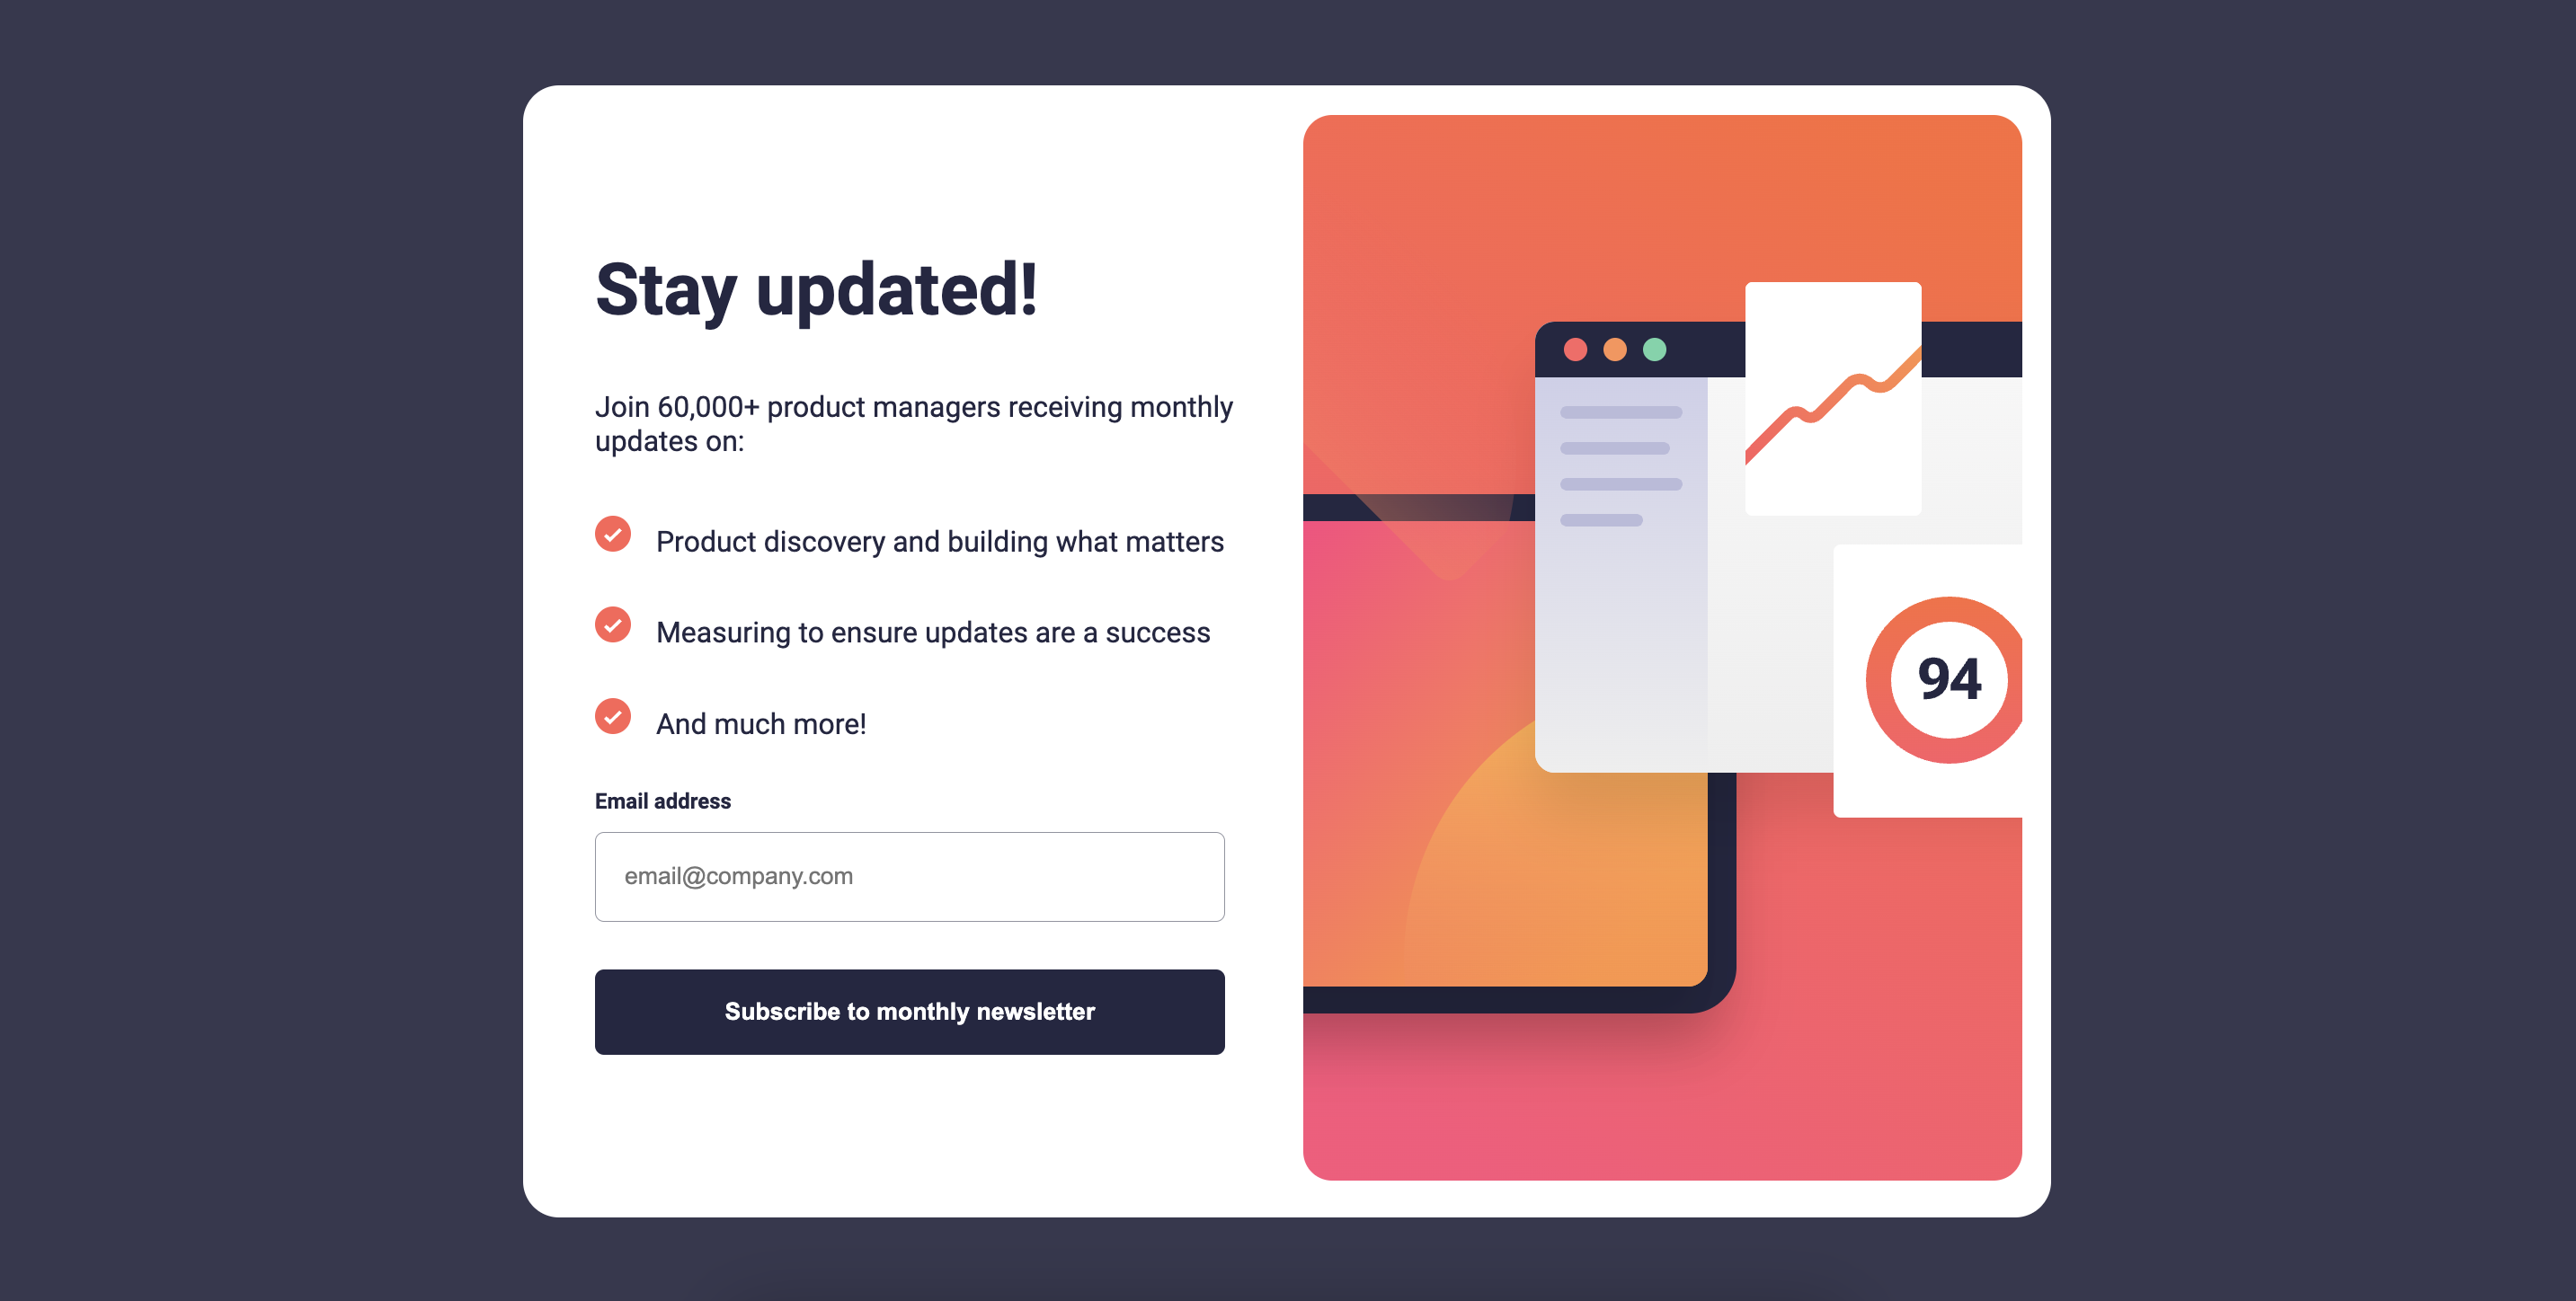 Stay updated!
Join 60,000+ product managers receiving monthly
updates on:
Product discovery and building what matters
Measuring to ensure updates are a success
And much more!
Email address
email@company.com
Subscribe to monthly newsletter
94